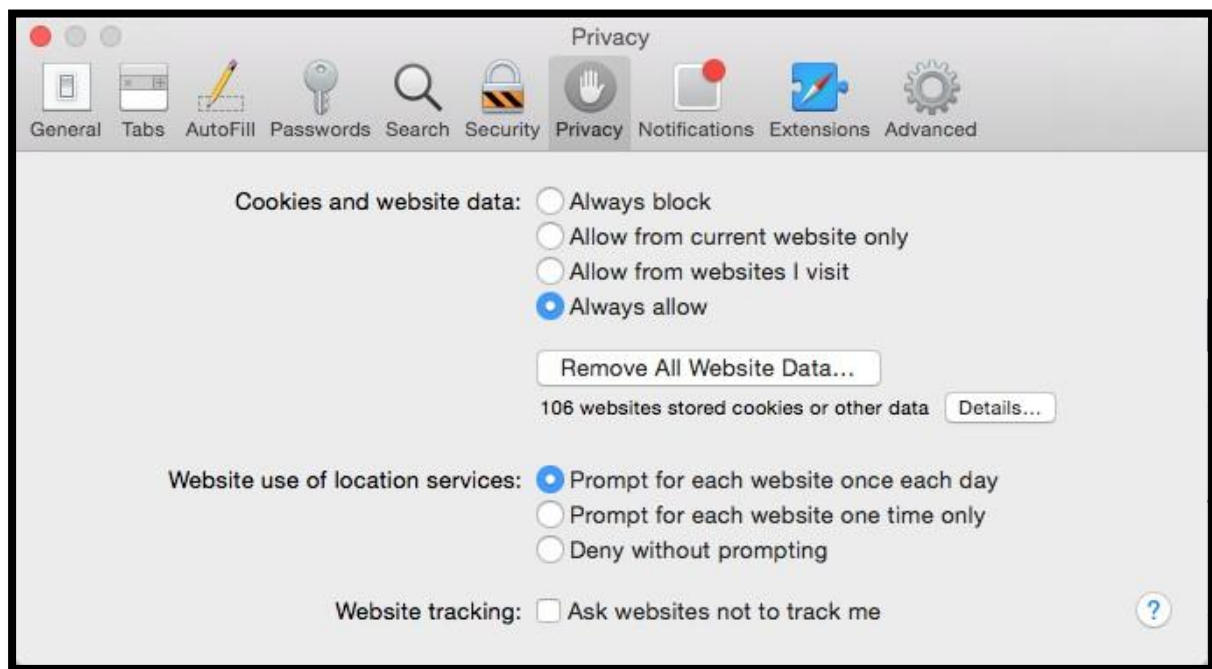 Privacy
General Tabs AutoFill Passwords Search Security Privacy Notifications Extensions Advanced
Cookies and website data: Always block
Allow from current website only
Allow from websites I visit
Always allow
Remove All Website Data...
106 websites stored cookies or other data Details...
Website use of location services: Prompt for each website once each day
Prompt for each website one time only
Deny without prompting
Website tracking: Ask websites not to track me ?